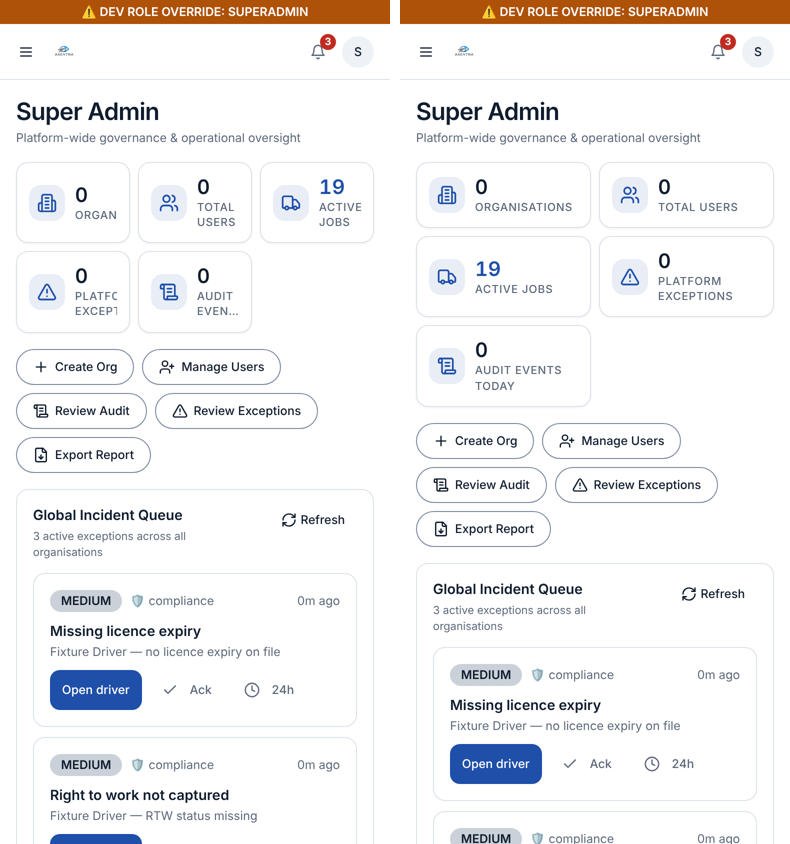 ⚠️ DEV ROLE OVERRIDE: SUPERADMIN
3
S
Super Admin
Platform-wide governance & operational oversight
0
ORGAN
0
TOTAL
USERS
19
ACTIVE
JOBS
0
PLATFC
EXCEPT
0
AUDIT
EVEN...
Create Org
Manage Users
Review Audit
Review Exceptions
Export Report
Global Incident Queue
Refresh
3 active exceptions across all
organisations
MEDIUM
compliance
0m ago
Missing licence expiry
Fixture Driver — no licence expiry on file
Open driver
Ack
24h
MEDIUM
compliance
0m ago
Right to work not captured
Fixture Driver — RTW status missing
⚠️ DEV ROLE OVERRIDE: SUPERADMIN
3
S
Super Admin
Platform-wide governance & operational oversight
0
ORGANISATIONS
0
TOTAL USERS
19
ACTIVE JOBS
0
PLATFORM
EXCEPTIONS
0
AUDIT EVENTS
TODAY
Create Org
Manage Users
Review Audit
Review Exceptions
Export Report
Global Incident Queue
Refresh
3 active exceptions across all
organisations
MEDIUM
compliance
0m ago
Missing licence expiry
Fixture Driver — no licence expiry on file
Open driver
Ack
24h
MEDIUM
compliance
0m ago